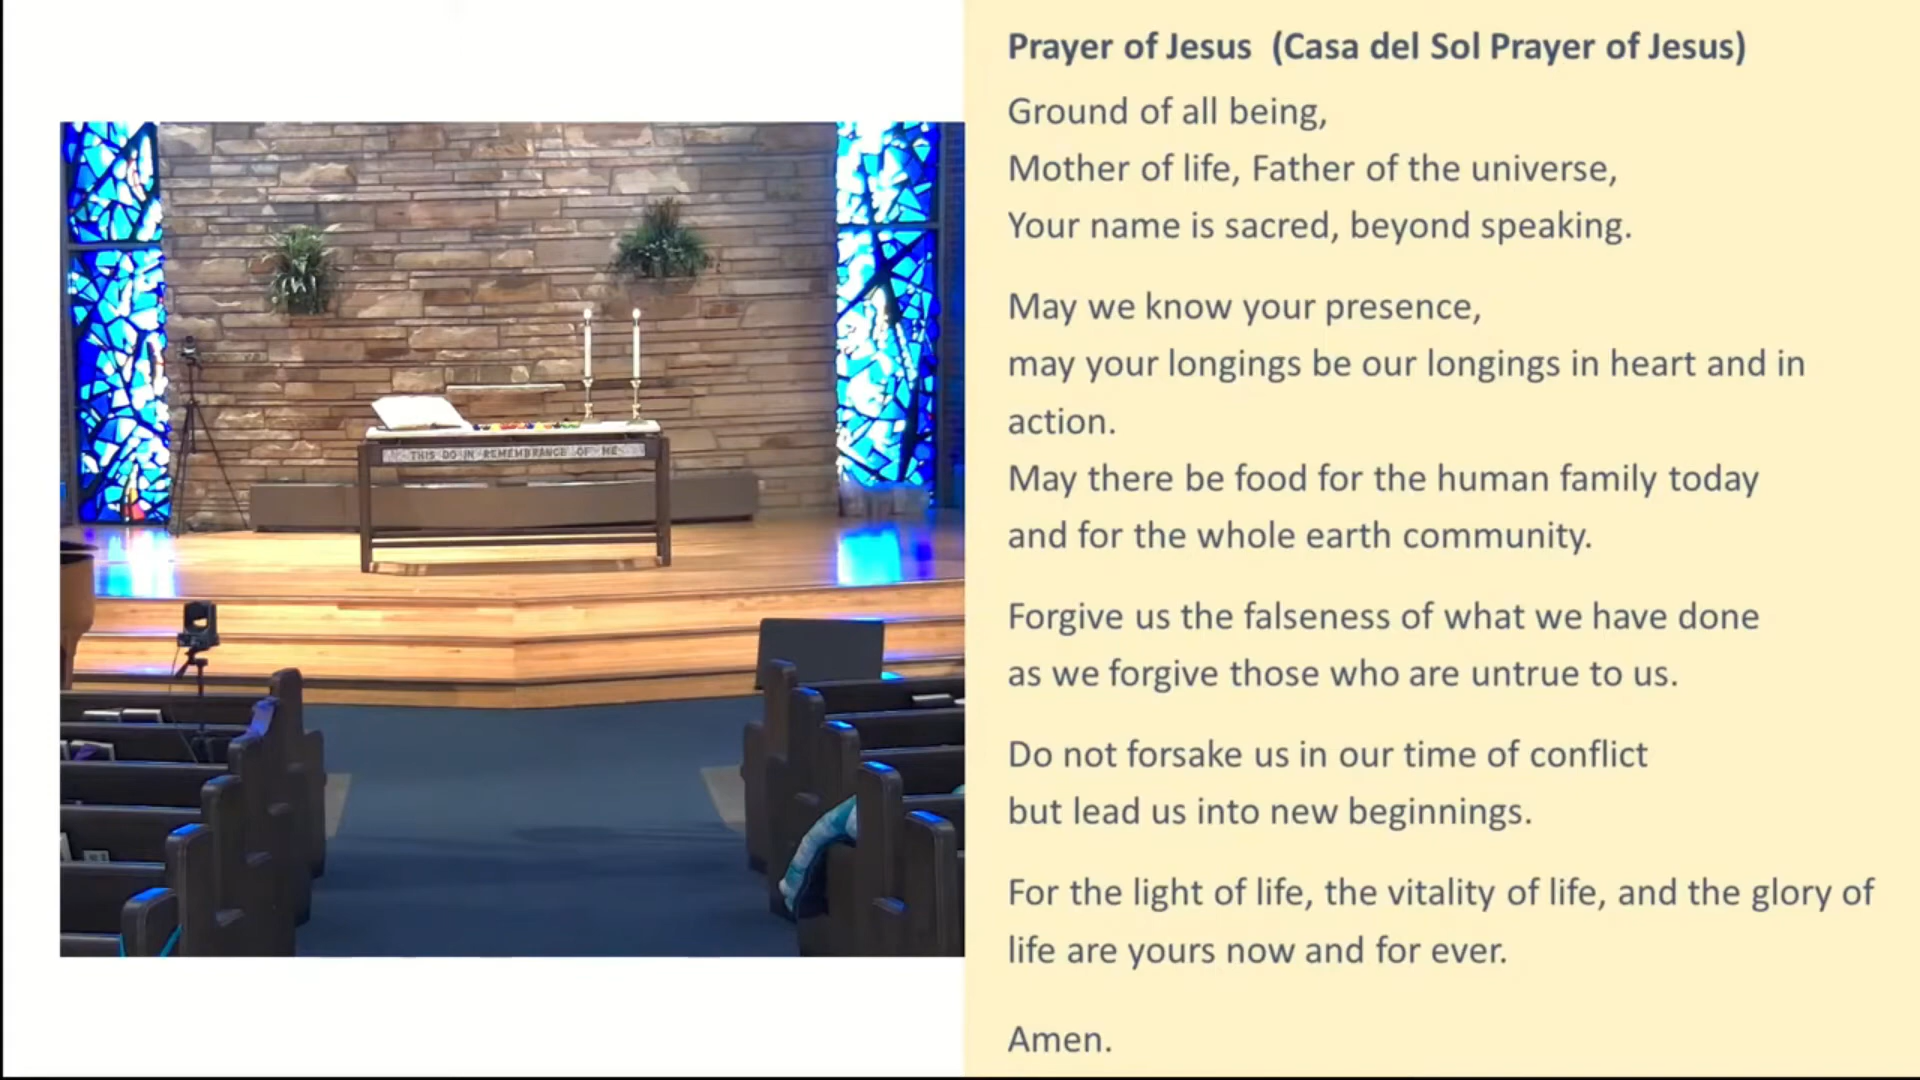 Prayer of Jesus (Casa del Sol Prayer of Jesus)
Ground of all being,
Mother of life, Father of the universe,
Your name is sacred, beyond speaking.
May we know your presence,
may your longings be our longings in heart and in
action.
May there be food for the human family today
and for the whole earth community.
Forgive us the falseness of what we have done
as we forgive those who are untrue to us.
Do not forsake us in our time of conflict
but lead us into new beginnings.
For the light of life, the vitality of life, and the glory of
life are yours now and for ever.
Amen.
THIS DO IN REMEMBRANCE OF ME